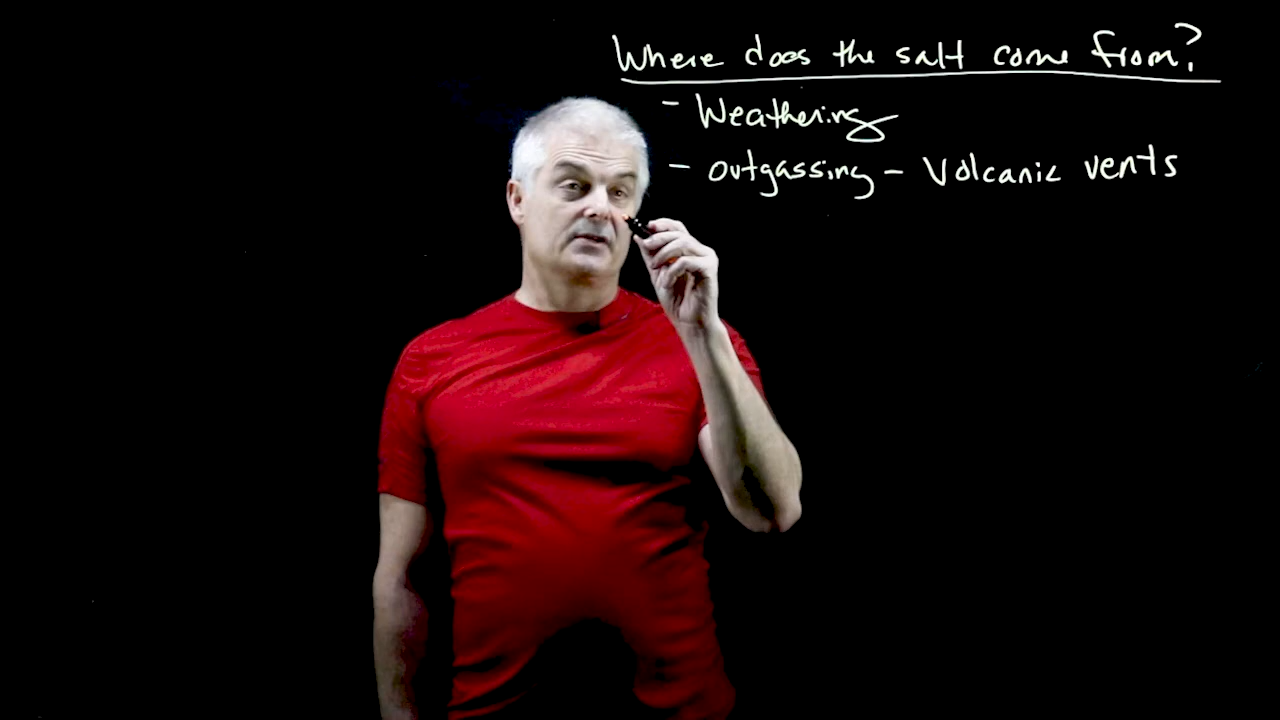 Where does the salt come from?
- Weathering
- Outgassing - Volcanic vents